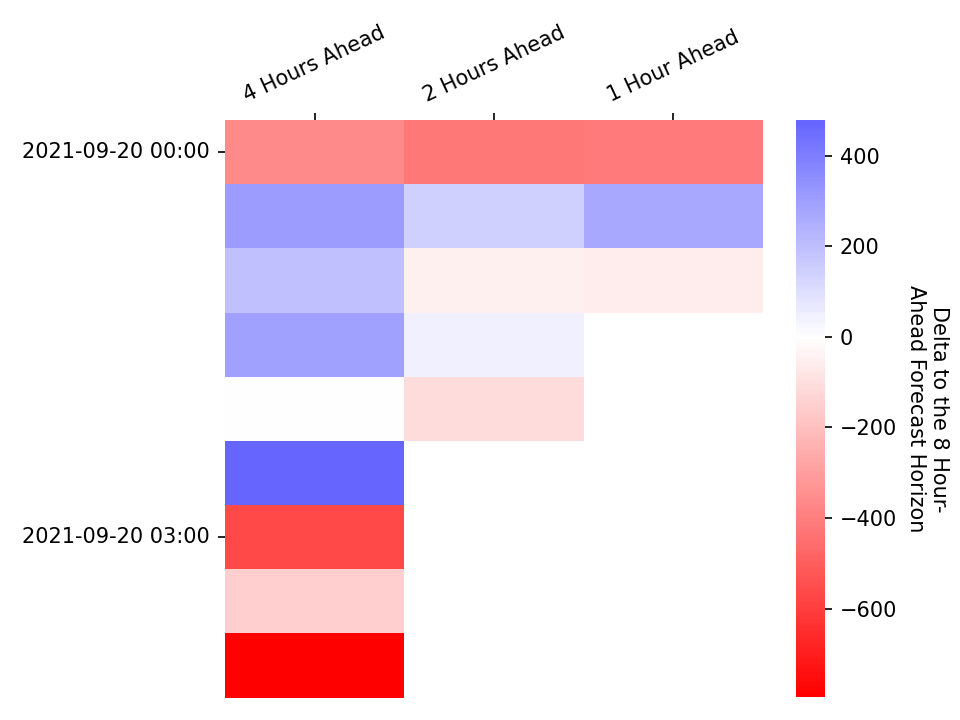 4 Hours Ahead
2 Hours Ahead
1 Hour Ahead
2021-09-20 00:00
2021-09-20 03:00
400
200
0
−200
−400
−600
Delta to the 8 Hour-
Ahead Forecast Horizon